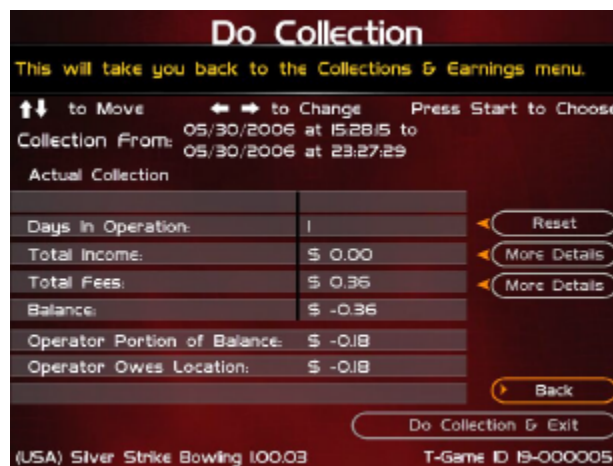 Do Collection
This will take you back to the Collections & Earnings menu.
to Move to Change Press Start to Choose
Collection From: 05/30/2006 at 15:28:15 to
05/30/2006 at 23:27:29
Actual Collection
Days In Operation: 1 Reset
Total Income: $ 0.00 More Details
Total Fees: $ 0.36 More Details
Balance: $ -0.36
Operator Portion of Balance: $ -0.18
Operator Owes Location: $ -0.18
Back
Do Collection & Exit
(USA) Silver Strike Bowling 1.00.03 T-Game ID 19-000005